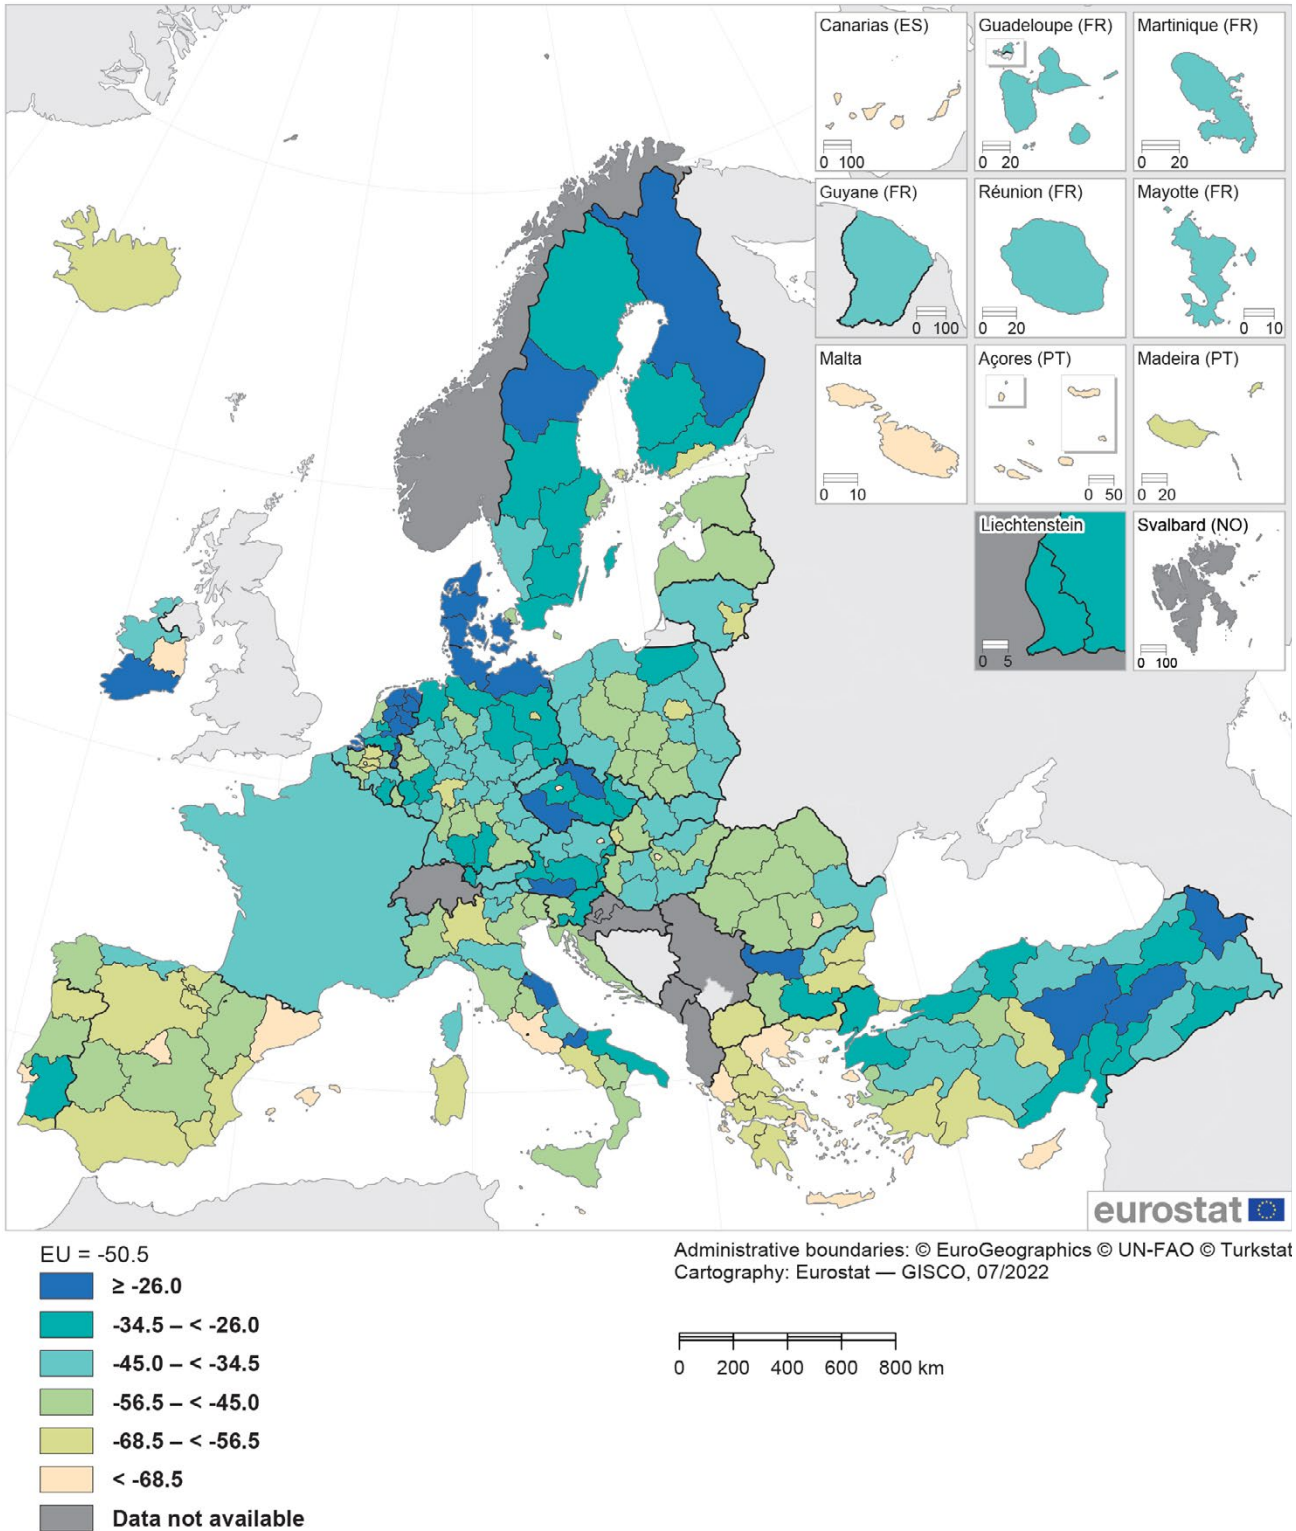 Canarias (ES)
0 100
Guadeloupe (FR)
0 20
Martinique (FR)
0 20
Guyane (FR)
0 100
Réunion (FR)
0 20
Mayotte (FR)
0 10
Malta
0 10
Açores (PT)
0 50
Madeira (PT)
0 20
Liechtenstein
0 5
Svalbard (NO)
0 100
eurostat
EU = -50.5
≥ -26.0
-34.5 – < -26.0
-45.0 – < -34.5
-56.5 – < -45.0
-68.5 – < -56.5
< -68.5
Data not available
Administrative boundaries: © EuroGeographics © UN-FAO © Turkstat
Cartography: Eurostat — GISCO, 07/2022
0 200 400 600 800 km